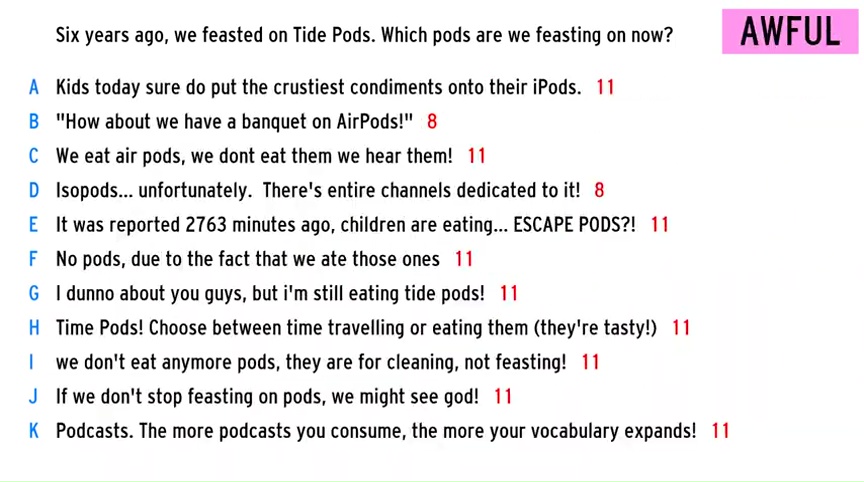 Six years ago, we feasted on Tide Pods. Which pods are we feasting on now?
AWFUL
A Kids today sure do put the crustiest condiments onto their iPods. 11
B "How about we have a banquet on AirPods!" 8
C We eat air pods, we dont eat them we hear them! 11
D Isopods... unfortunately. There's entire channels dedicated to it! 8
E It was reported 2763 minutes ago, children are eating... ESCAPE PODS?! 11
F No pods, due to the fact that we ate those ones 11
G I dunno about you guys, but i'm still eating tide pods! 11
H Time Pods! Choose between time travelling or eating them (they're tasty!) 11
I we don't eat anymore pods, they are for cleaning, not feasting! 11
J If we don't stop feasting on pods, we might see god! 11
K Podcasts. The more podcasts you consume, the more your vocabulary expands! 11